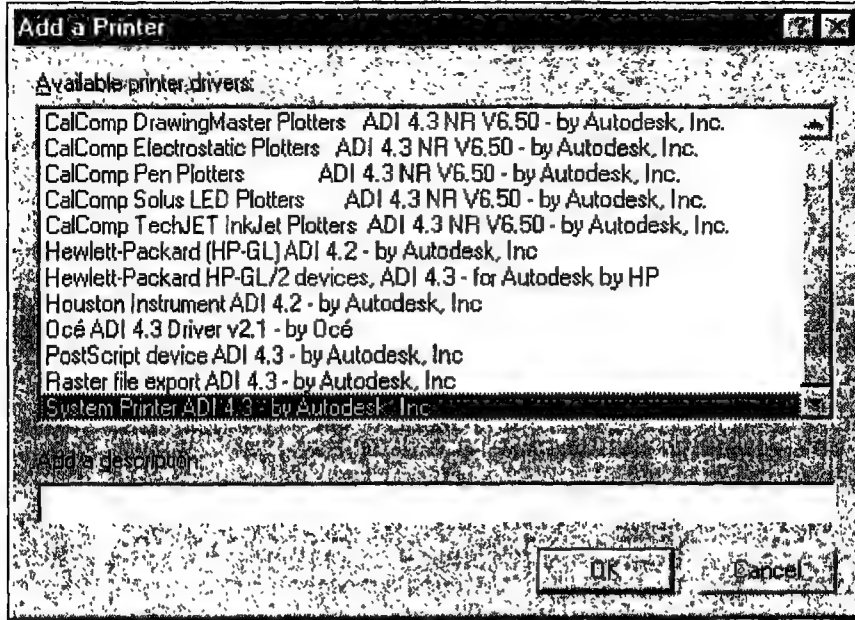 Add a Printer
Available printer drivers:
CalComp DrawingMaster Plotters ADI 4.3 NR V6.50 - by Autodesk, Inc.
CalComp Electrostatic Plotters ADI 4.3 NR V6.50 - by Autodesk, Inc.
CalComp Pen Plotters ADI 4.3 NR V6.50 - by Autodesk, Inc.
CalComp Solus LED Plotters ADI 4.3 NR V6.50 - by Autodesk, Inc.
CalComp TechJET InkJet Plotters ADI 4.3 NR V6.50 - by Autodesk, Inc.
Hewlett-Packard (HP-GL) ADI 4.2 - by Autodesk, Inc
Hewlett-Packard HP-GL/2 devices, ADI 4.3 - for Autodesk by HP
Houston Instrument ADI 4.2 - by Autodesk, Inc
Océ ADI 4.3 Driver v2.1 - by Océ
PostScript device ADI 4.3 - by Autodesk, Inc
Raster file export ADI 4.3 - by Autodesk, Inc
System Printer ADI 4.3 - by Autodesk, Inc
Add a description:
OK Cancel